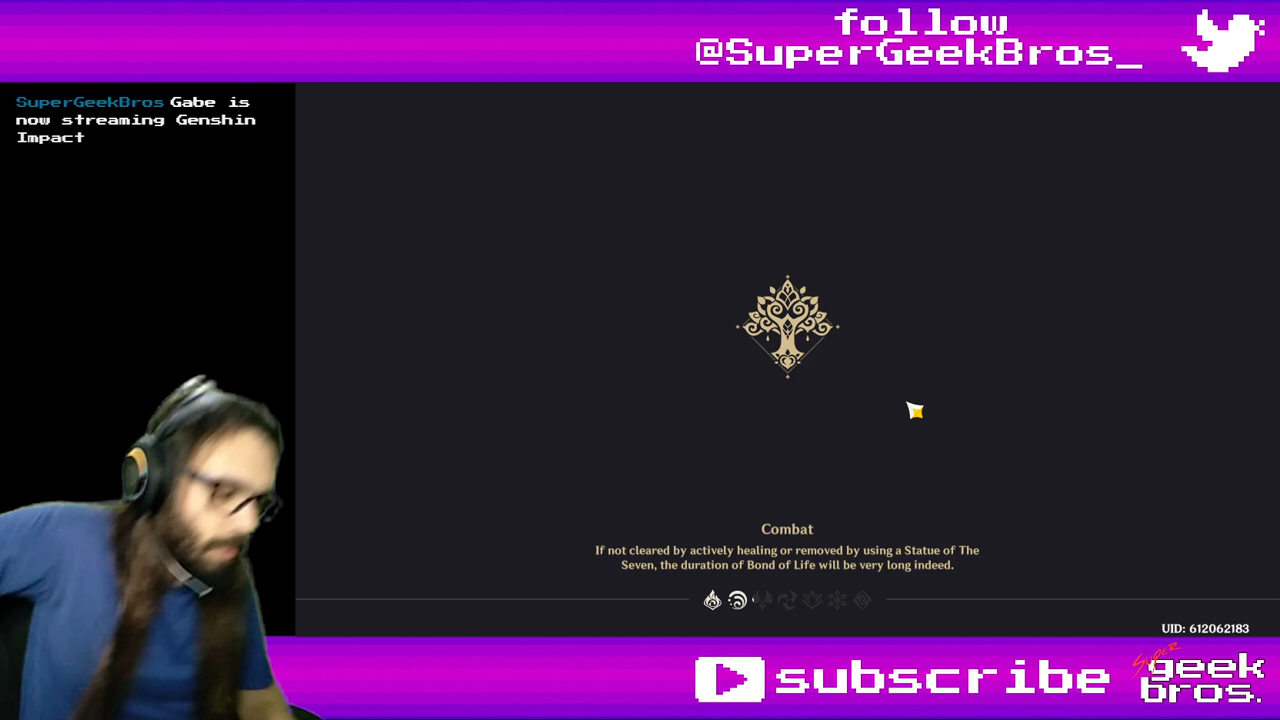 follow
@SuperGeekBros_
SuperGeekBros Gabe is
now streaming Genshin
Impact
Combat
If not cleared by actively healing or removed by using a Statue of The
Seven, the duration of Bond of Life will be very long indeed.
UID: 612062183
subscribe
SUPER
geek
bros.